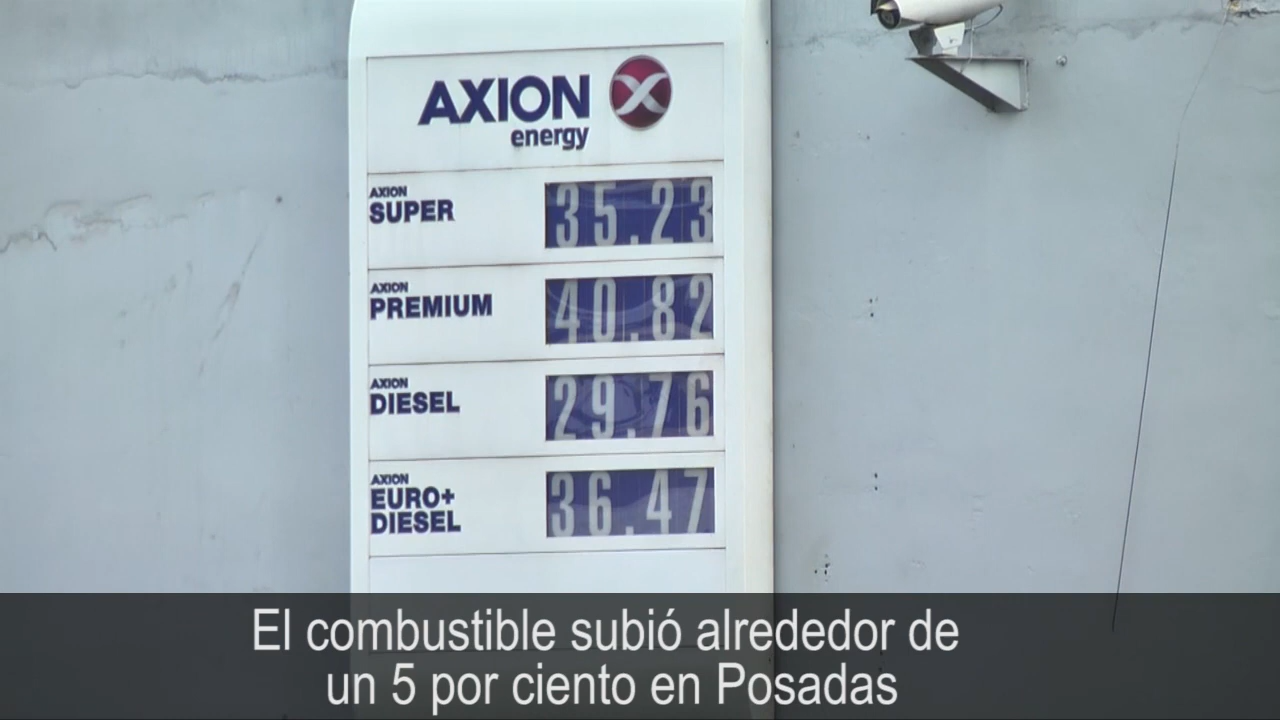 AXION
energy
AXION
SUPER 35.23
AXION
PREMIUM 40.82
AXION
DIESEL 29.76
AXION
EURO+
DIESEL 36.47
El combustible subió alrededor de
un 5 por ciento en Posadas